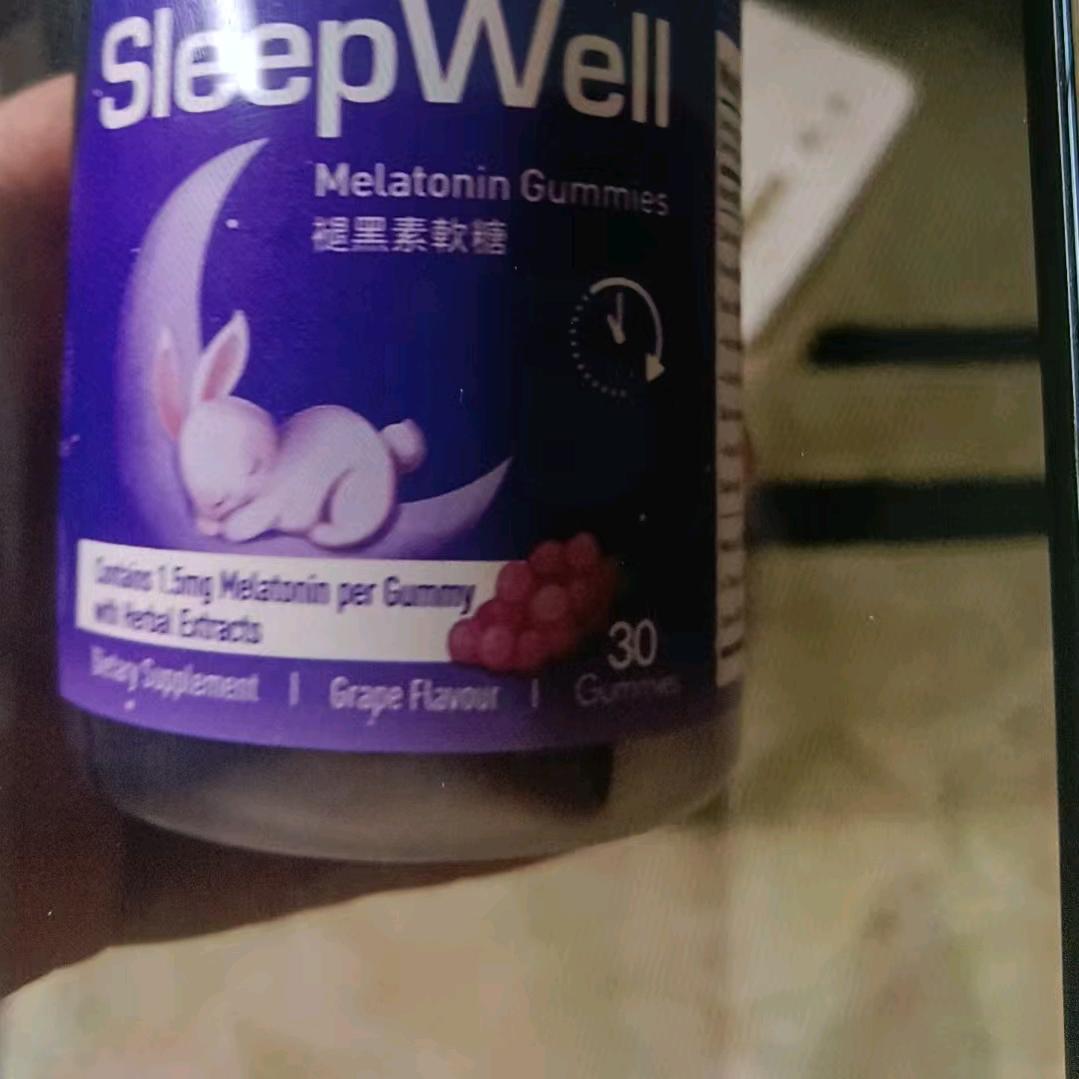 SleepWell
Melatonin Gummies
褪黑素軟糖
Contains 1.5mg Melatonin per Gummy
with Herbal Extracts
Dietary Supplement | Grape Flavour | 30 Gummies